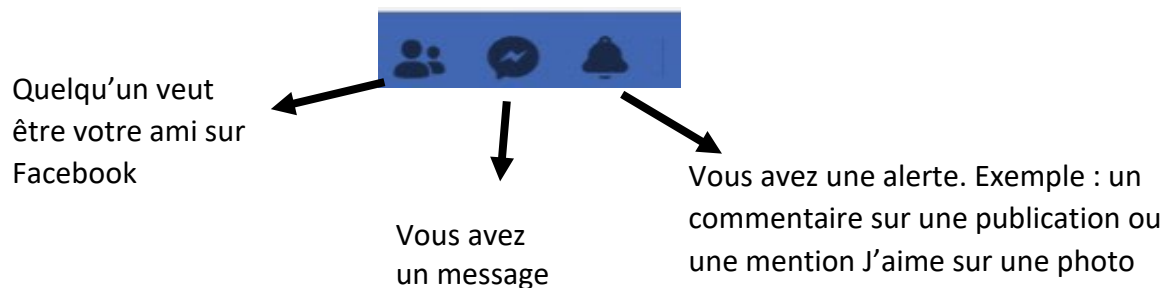 Quelqu’un veut
être votre ami sur
Facebook
Vous avez
un message
Vous avez une alerte. Exemple : un
commentaire sur une publication ou
une mention J’aime sur une photo